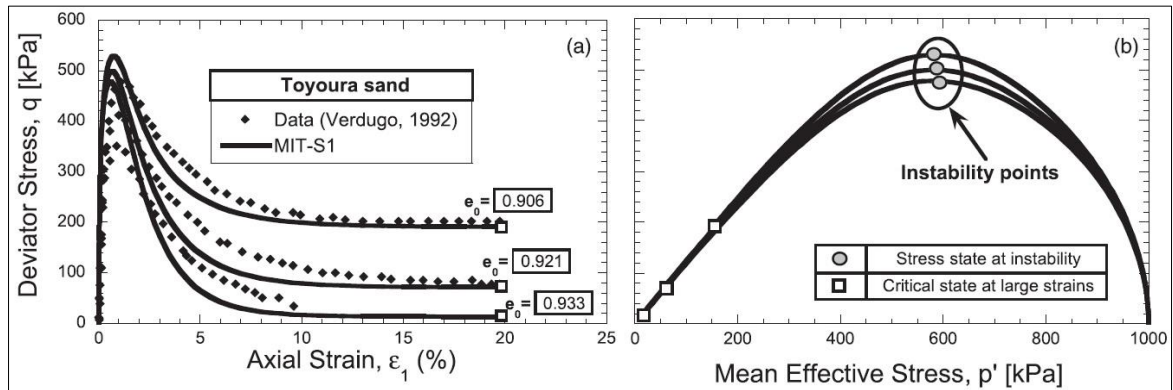 600
500
400
300
200
100
0
Deviator Stress, q [kPa]
(a)
Toyoura sand
Data (Verdugo, 1992)
MIT-S1
e0= 0.906
e0= 0.921
e0= 0.933
0 5 10 15 20 25
Axial Strain, ε1 (%)
(b)
Instability points
Stress state at instability
Critical state at large strains
0 200 400 600 800 1000
Mean Effective Stress, p' [kPa]